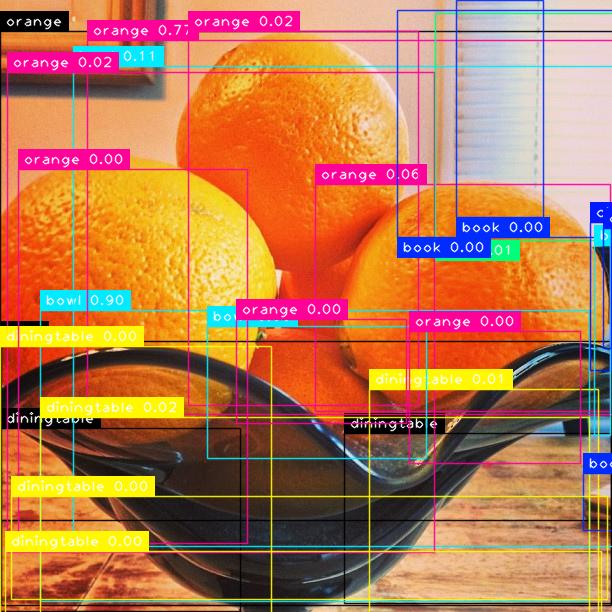 orange
orange 0.77
orange 0.02
0.11
orange 0.02
orange 0.00
orange 0.06
book 0.00
book 0.00
.01
bowl 0.90
orange 0.00
orange 0.00
diningtable 0.00
diningtable 0.01
diningtable 0.02
diningtable
diningtable
diningtable 0.00
diningtable 0.00